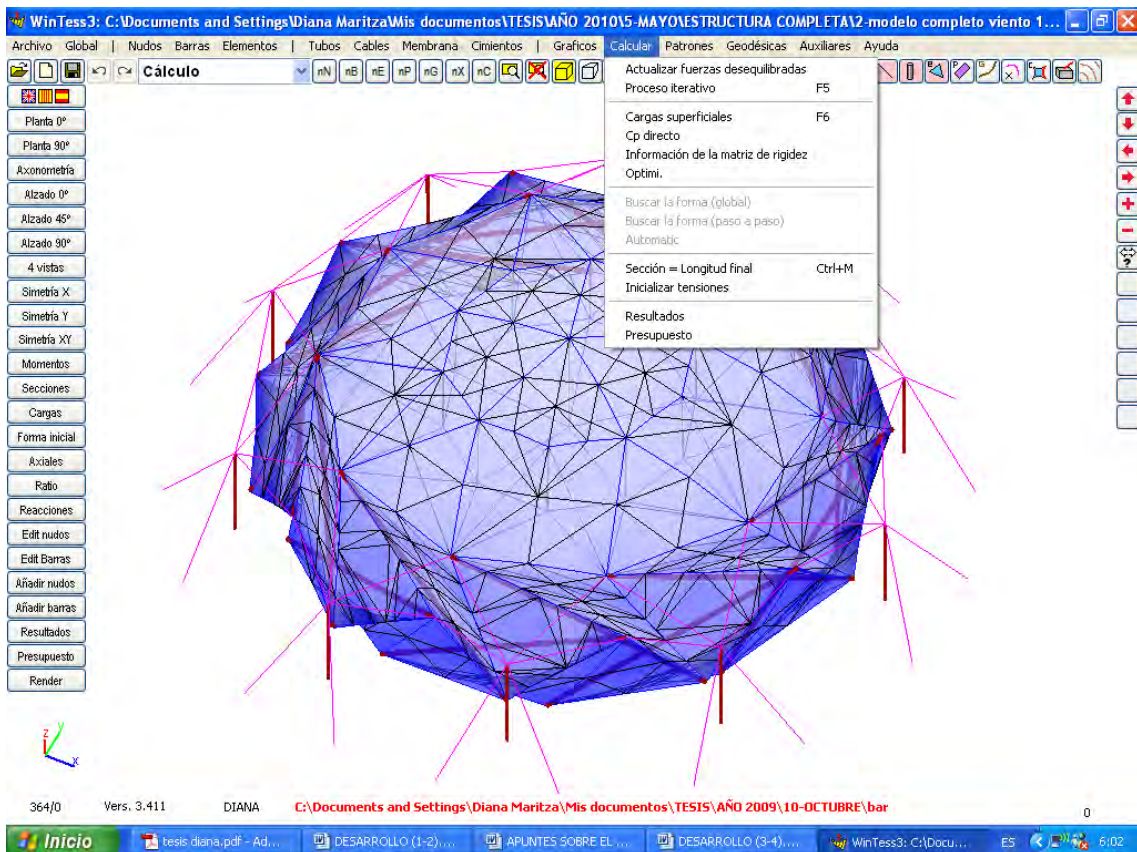 WinTess3: C:\Documents and Settings\Diana Maritza\Mis documentos\TESIS\AÑO 2010\5-MAYO\ESTRUCTURA COMPLETA\2-modelo completo viento 1...
Archivo Global | Nudos Barras Elementos | Tubos Cables Membrana Cimientos | Graficos Calcular Patrones Geodésicas Auxiliares Ayuda
Cálculo nN nB nE nP nG nX nC
Actualizar fuerzas desequilibradas
Proceso iterativo F5
Cargas superficiales F6
Cp directo
Información de la matriz de rigidez
Optimi.
Buscar la forma (global)
Buscar la forma (paso a paso)
Automatic
Sección = Longitud final Ctrl+M
Inicializar tensiones
Resultados
Presupuesto
Planta 0º
Planta 90º
Axonometría
Alzado 0º
Alzado 45º
Alzado 90º
4 vistas
Simetría X
Simetría Y
Simetría XY
Momentos
Secciones
Cargas
Forma inicial
Axiales
Ratio
Reacciones
Edit nudos
Edit Barras
Añadir nudos
Añadir barras
Resultados
Presupuesto
Render
?
z y
x
364/0 Vers. 3.411 DIANA C:\Documents and Settings\Diana Maritza\Mis documentos\TESIS\AÑO 2009\10-OCTUBRE\bar 0
Inicio tesis diana.pdf - Ad... DESARROLLO (1-2).... APUNTES SOBRE EL ... DESARROLLO (3-4).... WinTess3: C:\Docu... ES 6:02